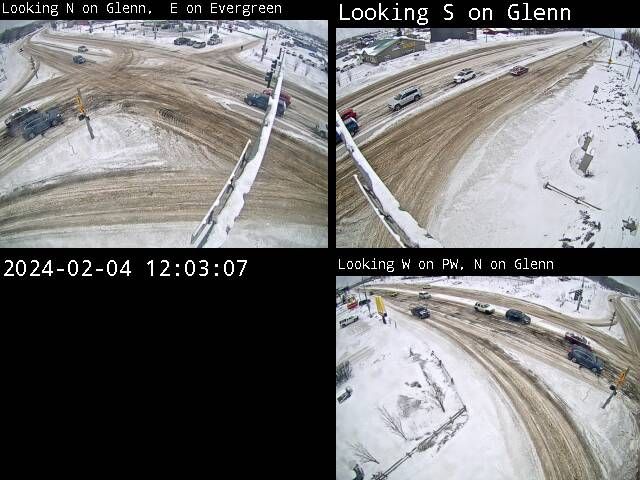 Looking N on Glenn, E on Evergreen
Looking S on Glenn
2024-02-04 12:03:07
Looking W on PW, N on Glenn